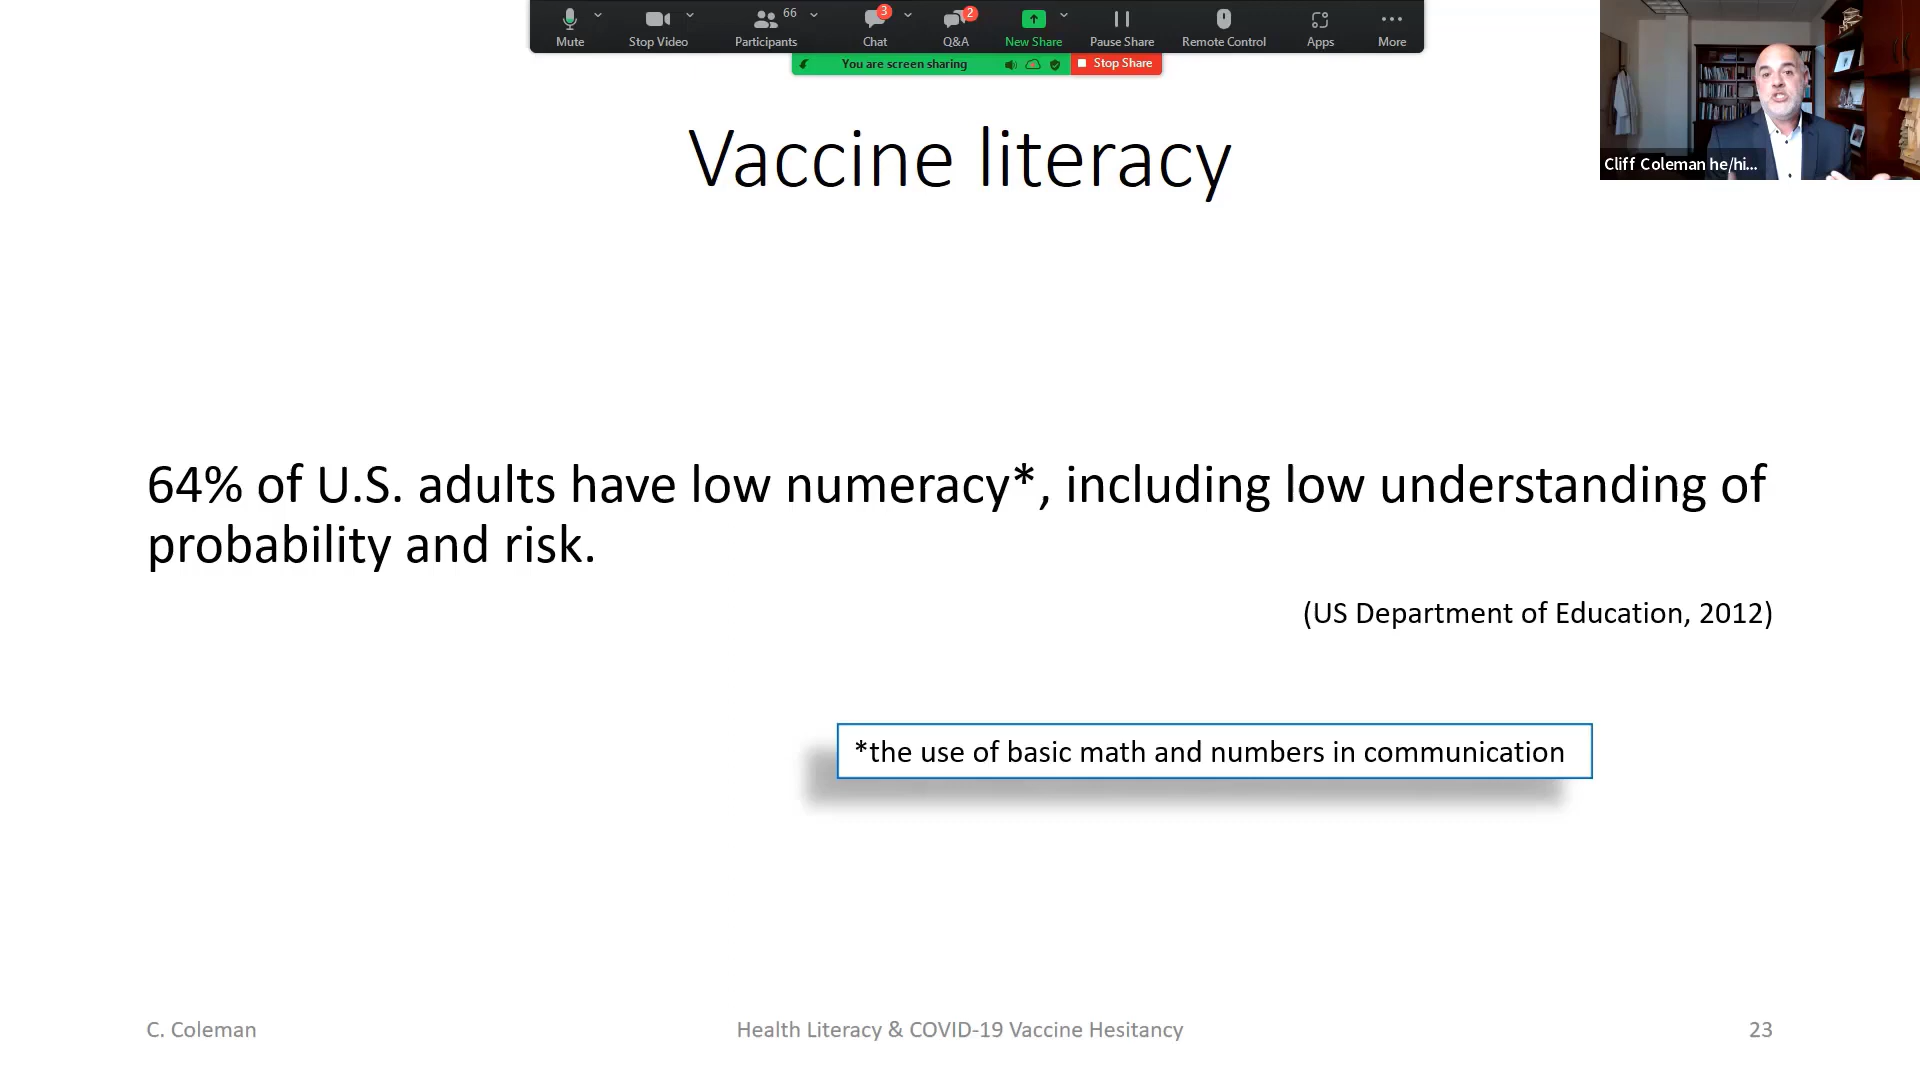 66
3
2
Mute
Stop Video
Participants
Chat
Q&A
New Share
Pause Share
Remote Control
Apps
More
You are screen sharing
Stop Share
Cliff Coleman he/hi...
Vaccine literacy
64% of U.S. adults have low numeracy*, including low understanding of
probability and risk.
(US Department of Education, 2012)
*the use of basic math and numbers in communication
C. Coleman
Health Literacy & COVID-19 Vaccine Hesitancy
23